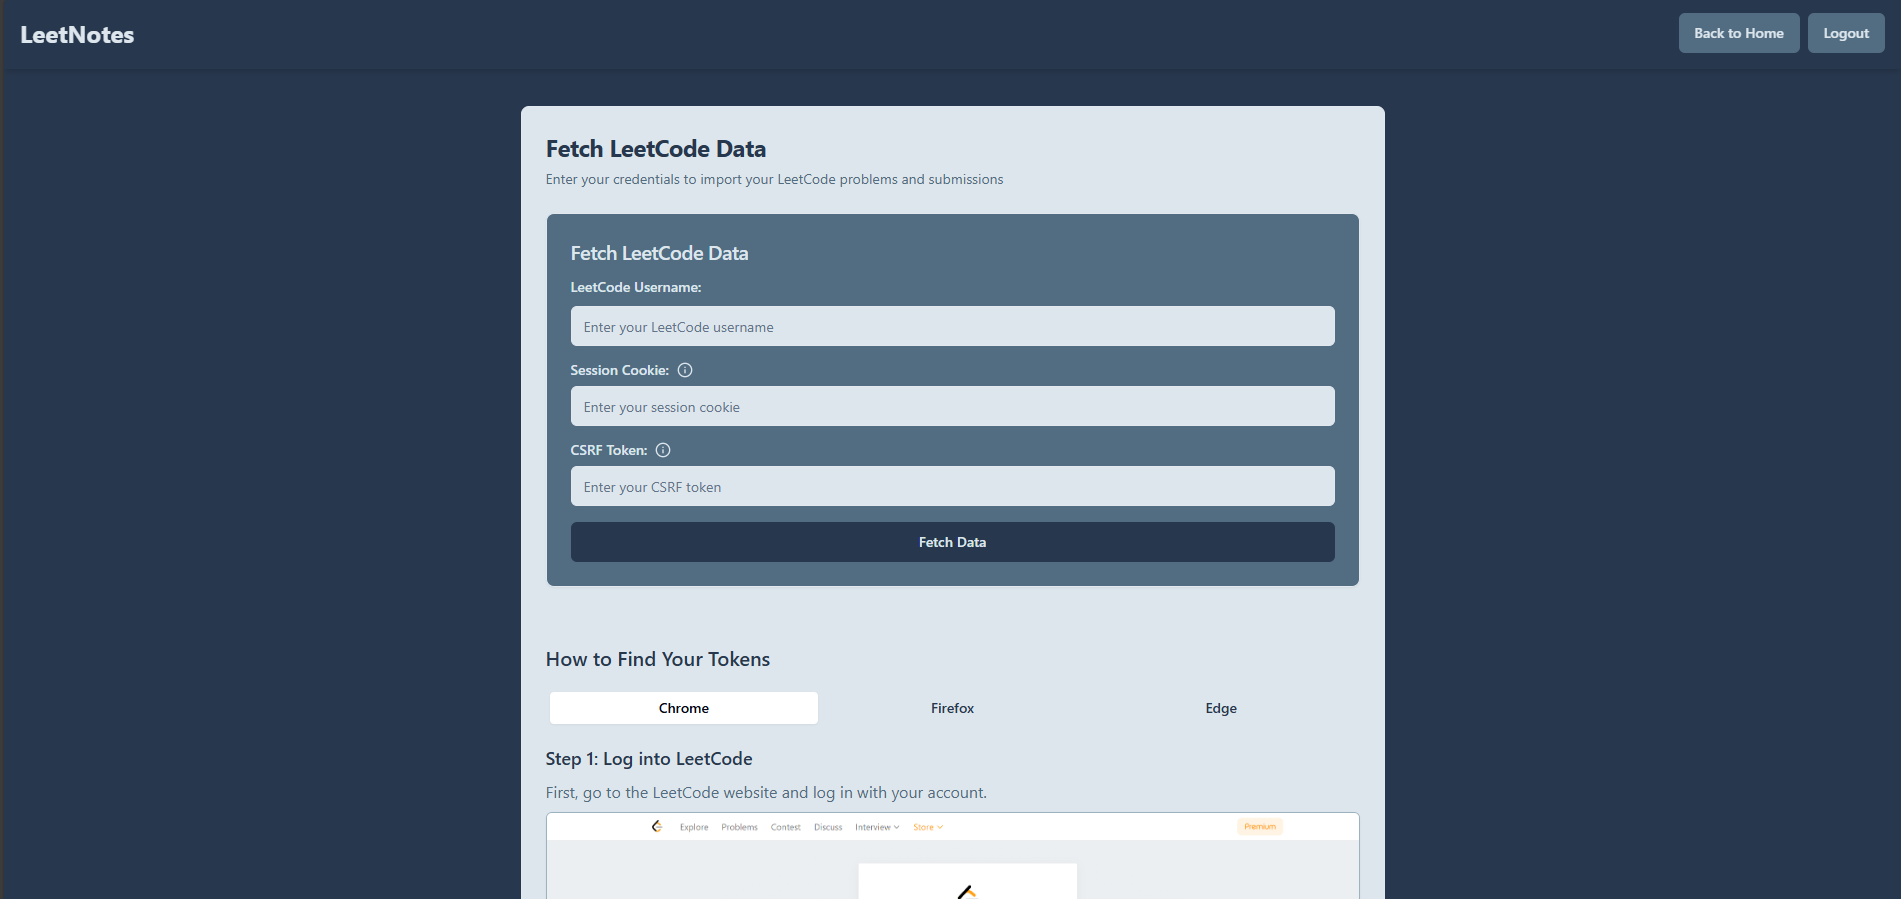 LeetNotes
Back to Home
Logout
Fetch LeetCode Data
Enter your credentials to import your LeetCode problems and submissions
Fetch LeetCode Data
LeetCode Username:
Enter your LeetCode username
Session Cookie:
Enter your session cookie
CSRF Token:
Enter your CSRF token
Fetch Data
How to Find Your Tokens
Chrome
Firefox
Edge
Step 1: Log into LeetCode
First, go to the LeetCode website and log in with your account.
Explore Problems Contest Discuss Interview Store Premium